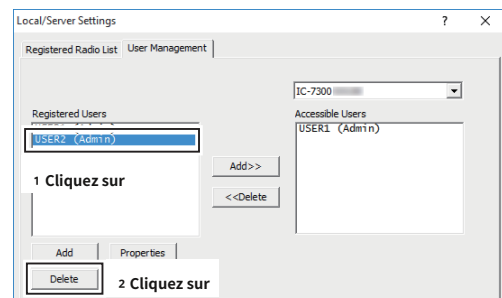 Local/Server Settings ? X
Registered Radio List User Management
IC-7300
Registered Users
Accessible Users
USER2 (Admin)
USER1 (Admin)
Add>>
1 Cliquez sur
<<Delete
Add Properties
Delete
2 Cliquez sur